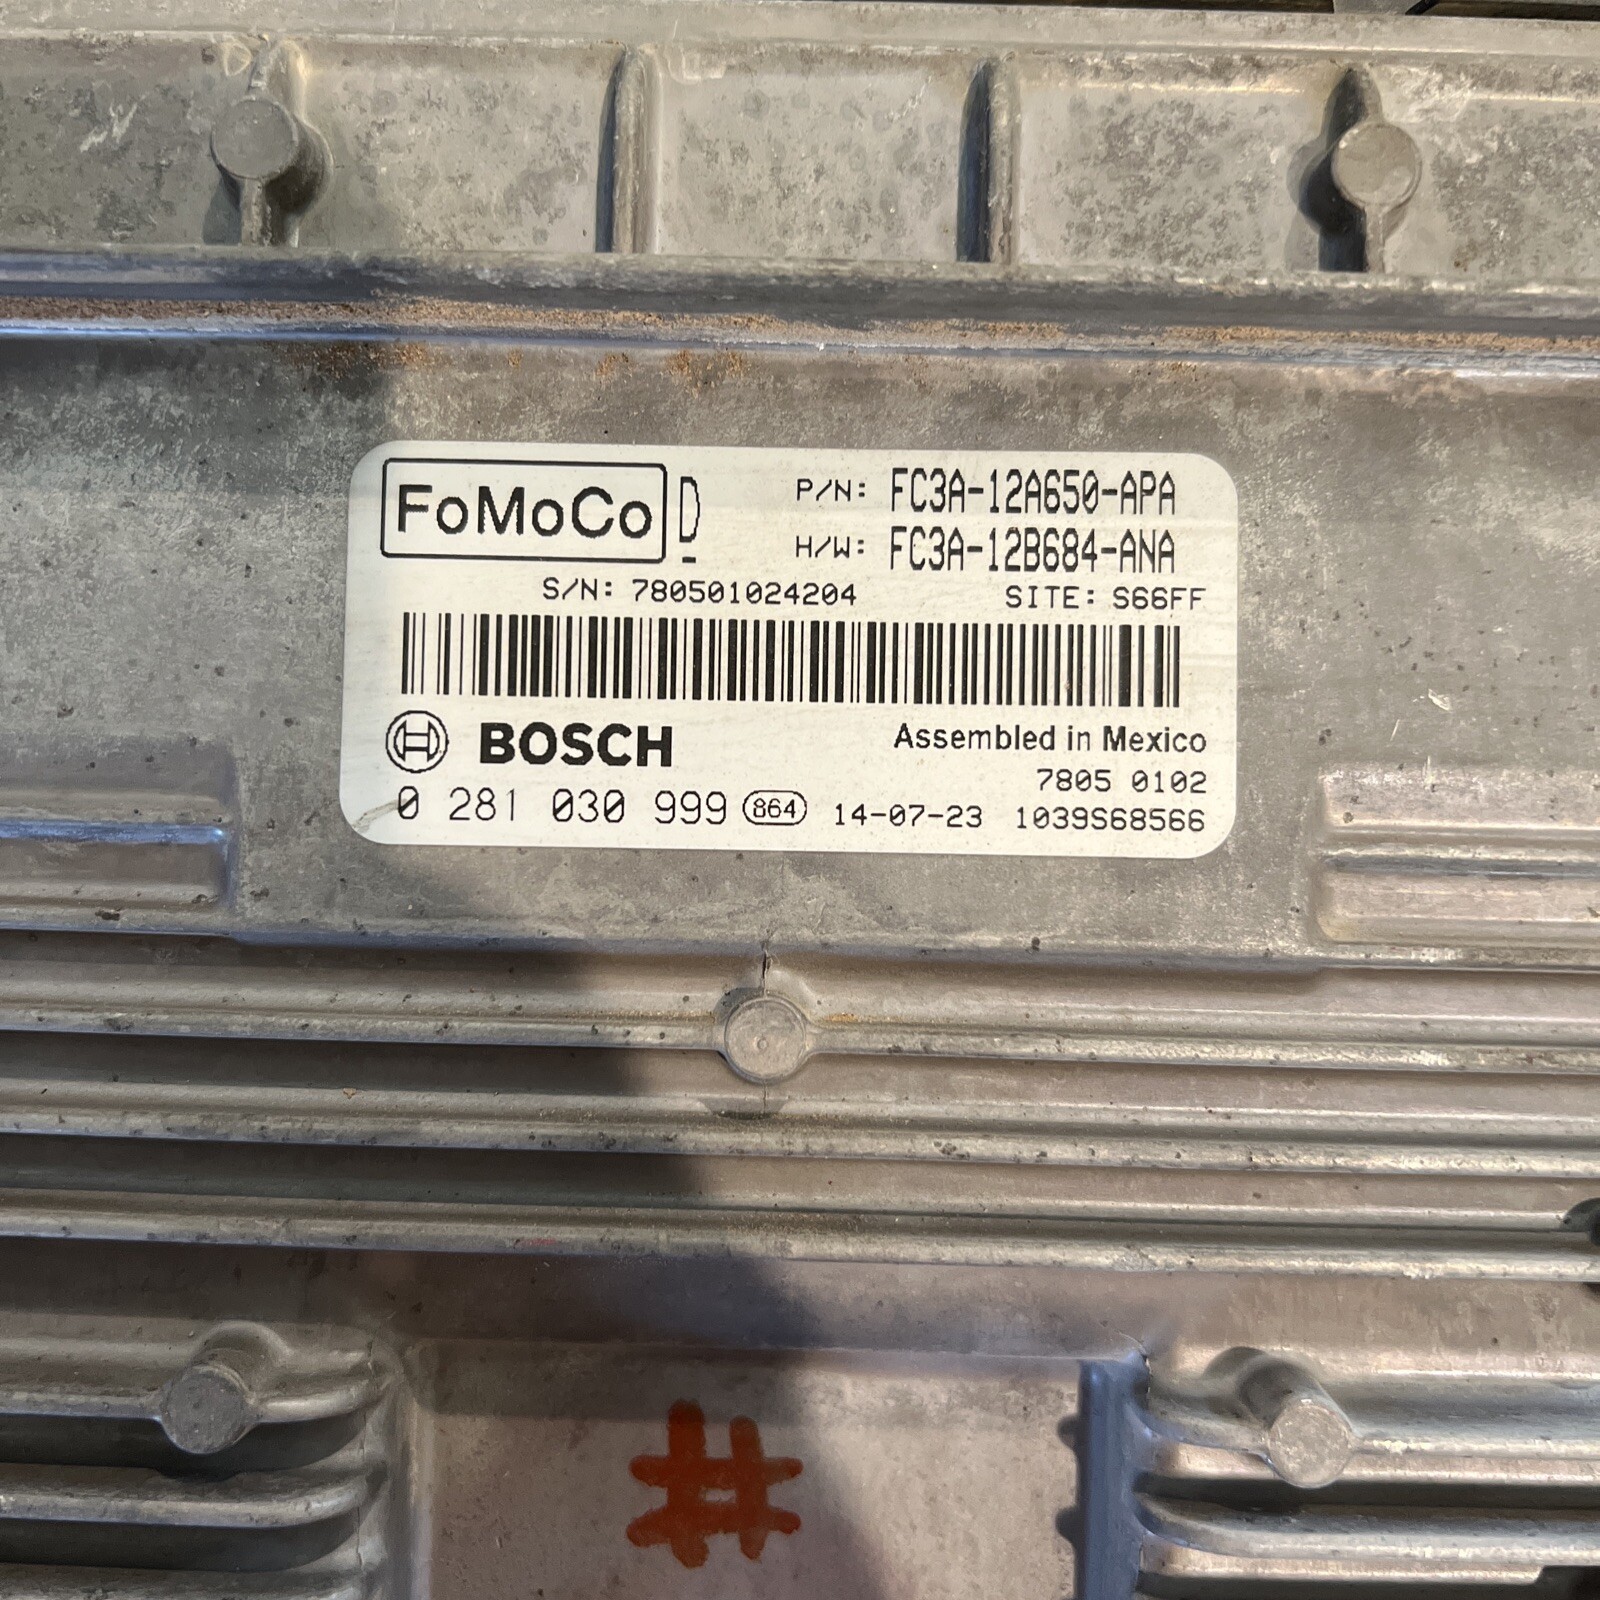 FoMoCo D
P/N: FC3A-12A650-APA
H/W: FC3A-12B684-ANA
S/N: 780501024204 SITE: S66FF
BOSCH Assembled in Mexico
7805 0102
0 281 030 999 864 14-07-23 1039S68566
#